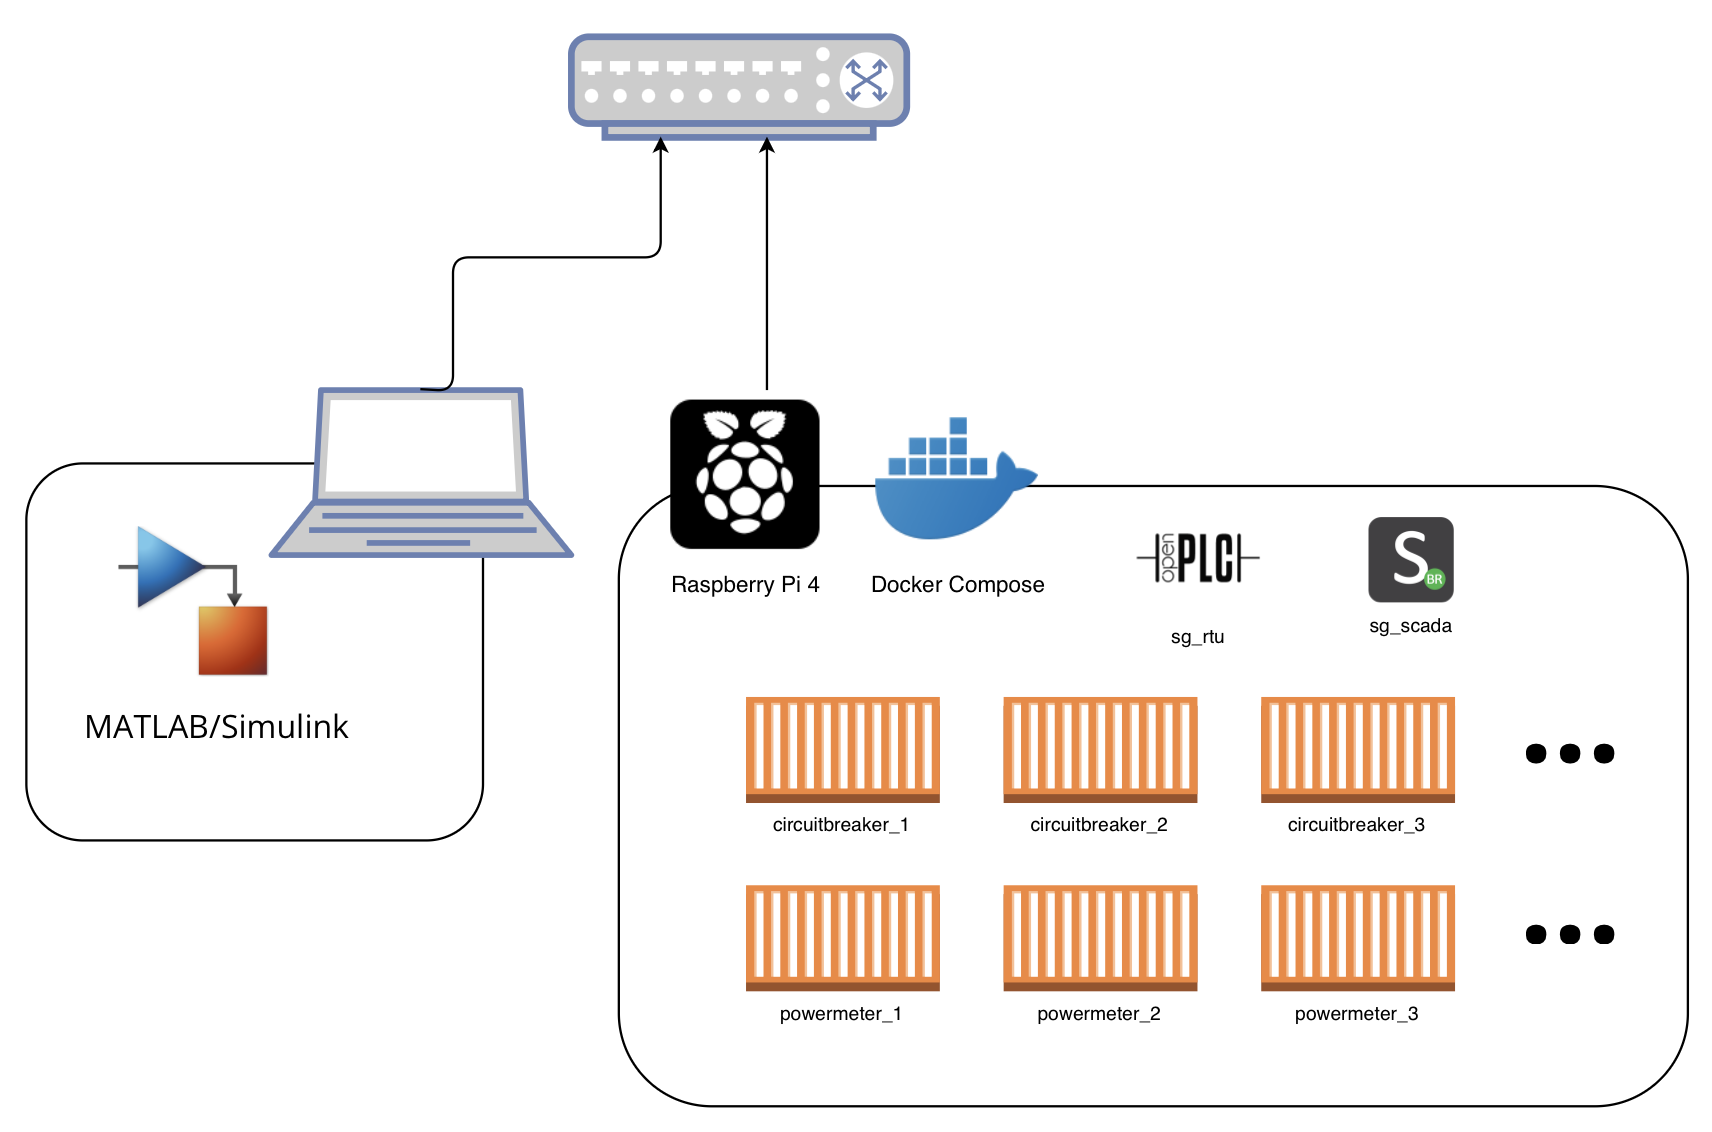 open PLC
S
BR
Raspberry Pi 4
Docker Compose
sg_rtu
sg_scada
MATLAB/Simulink
circuitbreaker_1
circuitbreaker_2
circuitbreaker_3
powermeter_1
powermeter_2
powermeter_3